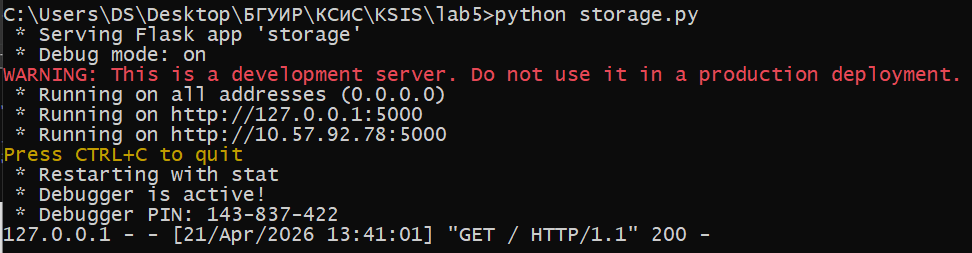 C:\Users\DS\Desktop\БГУИР\КСиС\KSIS\lab5>python storage.py
 * Serving Flask app 'storage'
 * Debug mode: on
WARNING: This is a development server. Do not use it in a production deployment.
 * Running on all addresses (0.0.0.0)
 * Running on http://127.0.0.1:5000
 * Running on http://10.57.92.78:5000
Press CTRL+C to quit
 * Restarting with stat
 * Debugger is active!
 * Debugger PIN: 143-837-422
127.0.0.1 - - [21/Apr/2026 13:41:01] "GET / HTTP/1.1" 200 -